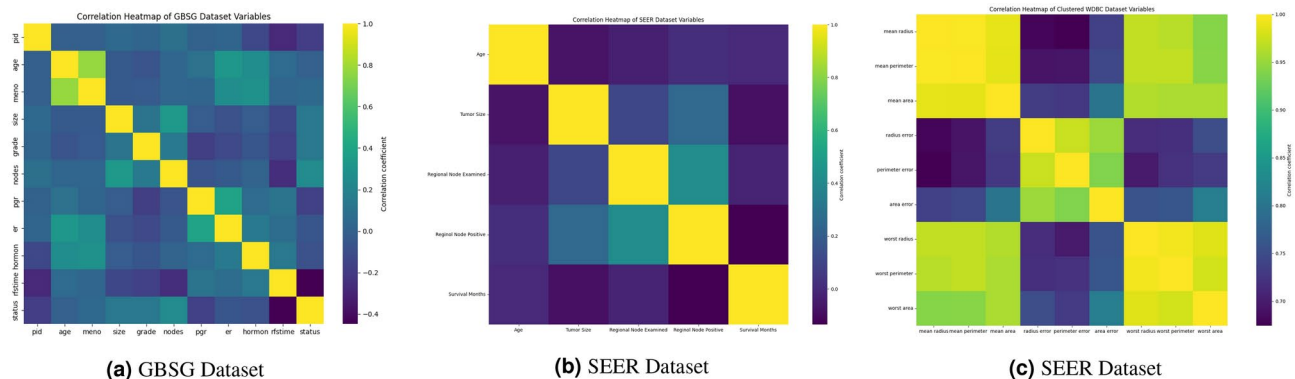 Correlation Heatmap of GBSG Dataset Variables
pid
age
meno
size
grade
nodes
pgr
er
hormon
rfstime
status
pid age meno size grade nodes pgr er hormon rfstime status
1.0
0.8
0.6
0.4
0.2
0.0
−0.2
−0.4
Correlation coefficient
(a) GBSG Dataset
Correlation Heatmap of SEER Dataset Variables
Age
Tumor Size
Regional Node Examined
Reginol Node Positive
Survival Months
Age Tumor Size Regional Node Examined Reginol Node Positive Survival Months
1.0
0.8
0.6
0.4
0.2
0.0
Correlation coefficient
(b) SEER Dataset
Correlation Heatmap of Clustered WDBC Dataset Variables
mean radius
mean perimeter
mean area
radius error
perimeter error
area error
worst radius
worst perimeter
worst area
mean radius mean perimeter mean area radius error perimeter error area error worst radius worst perimeter worst area
1.00
0.95
0.90
0.85
0.80
0.75
0.70
Correlation coefficient
(c) SEER Dataset